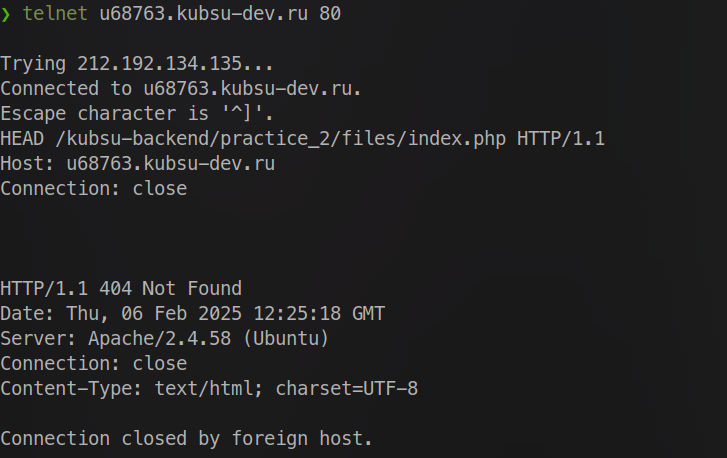 ❯ telnet u68763.kubsu-dev.ru 80
Trying 212.192.134.135...
Connected to u68763.kubsu-dev.ru.
Escape character is '^]'.
HEAD /kubsu-backend/practice_2/files/index.php HTTP/1.1
Host: u68763.kubsu-dev.ru
Connection: close
HTTP/1.1 404 Not Found
Date: Thu, 06 Feb 2025 12:25:18 GMT
Server: Apache/2.4.58 (Ubuntu)
Connection: close
Content-Type: text/html; charset=UTF-8
Connection closed by foreign host.